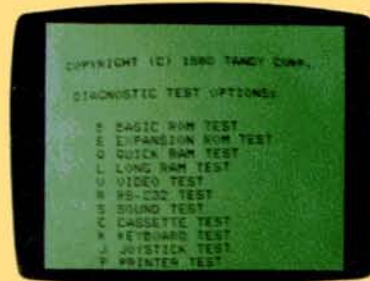 COPYRIGHT (C) 1980 TANDY CORP.
DIAGNOSTIC TEST OPTIONS:
B BASIC ROM TEST
E EXPANSION ROM TEST
Q QUICK RAM TEST
L LONG RAM TEST
V VIDEO TEST
R RS-232 TEST
S SOUND TEST
C CASSETTE TEST
K KEYBOARD TEST
J JOYSTICK TEST
P PRINTER TEST